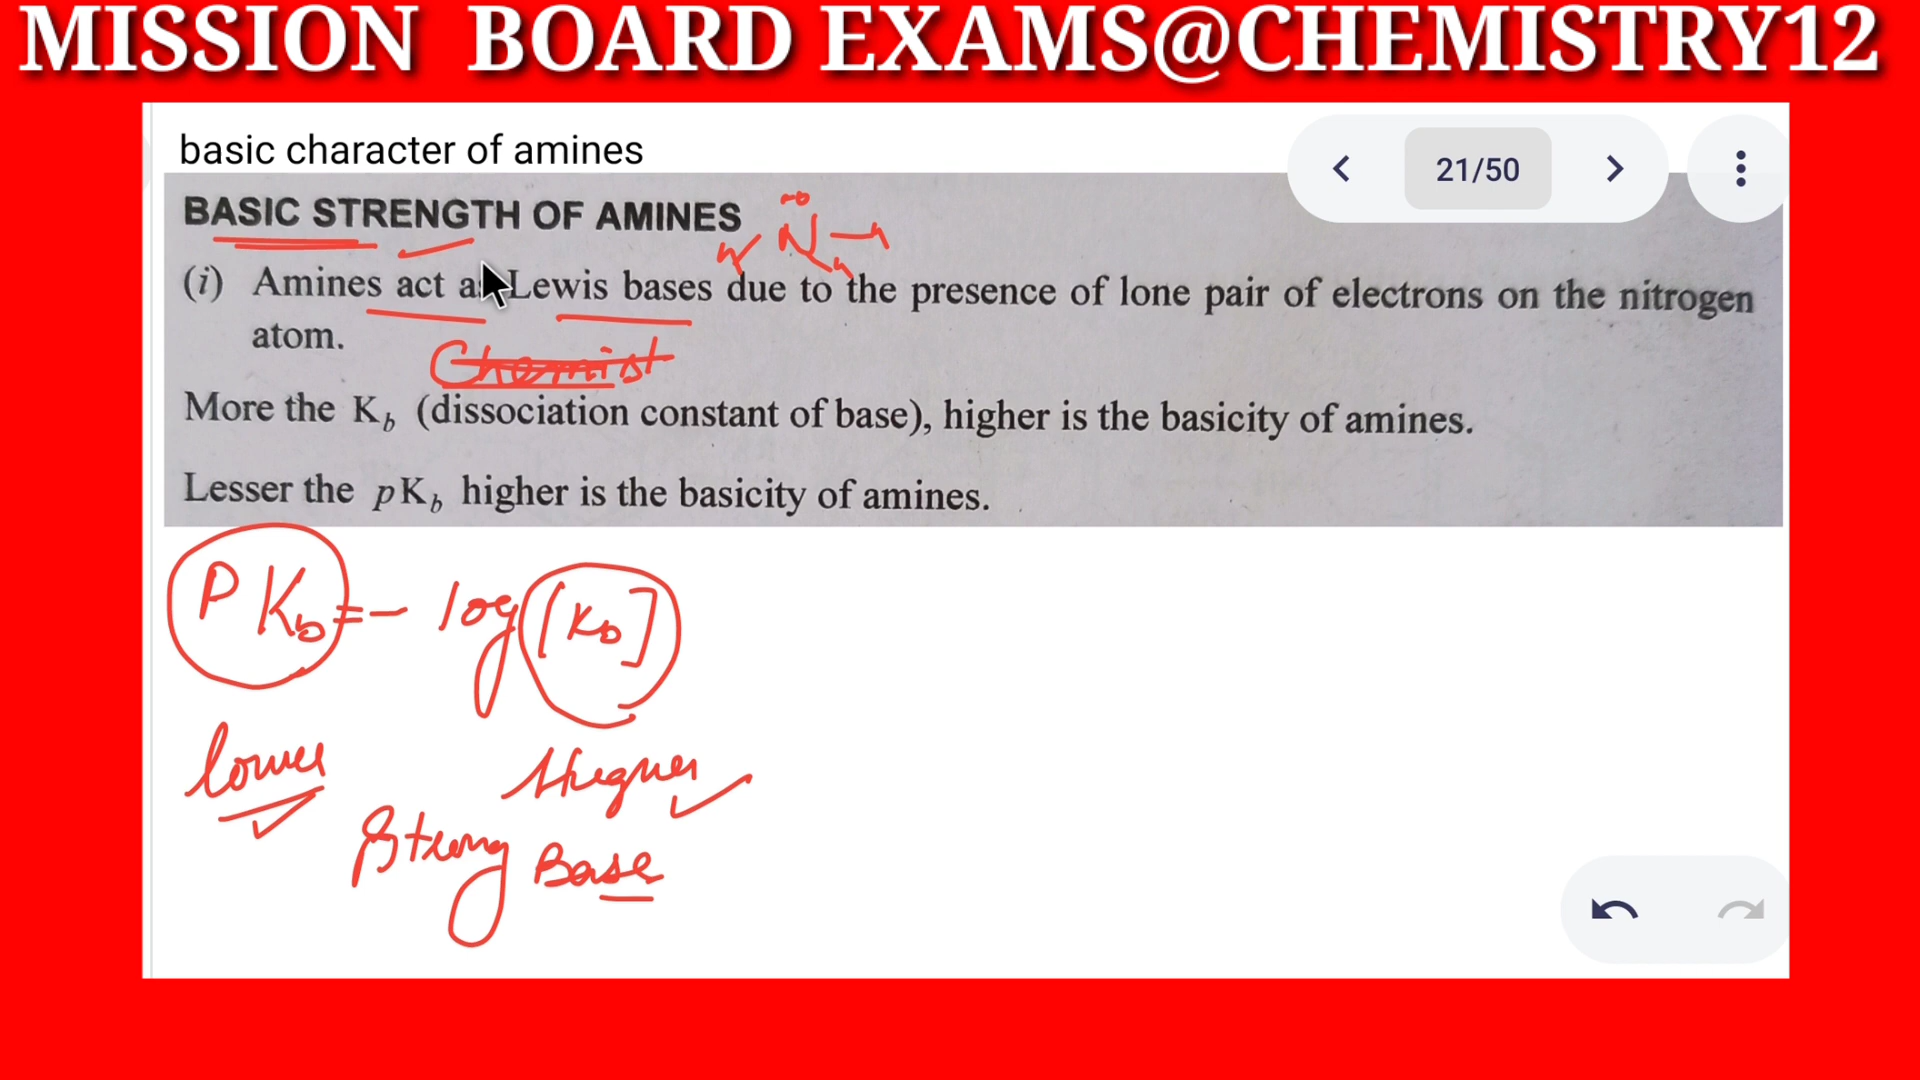 MISSION BOARD EXAMS@CHEMISTRY12
basic character of amines
21/50
BASIC STRENGTH OF AMINES
N
(i) Amines act as Lewis bases due to the presence of lone pair of electrons on the nitrogen
atom.
Chemist
More the Kb (dissociation constant of base), higher is the basicity of amines.
Lesser the pKb higher is the basicity of amines.
PKb = - log [Kb]
lower Higher
Strong Base